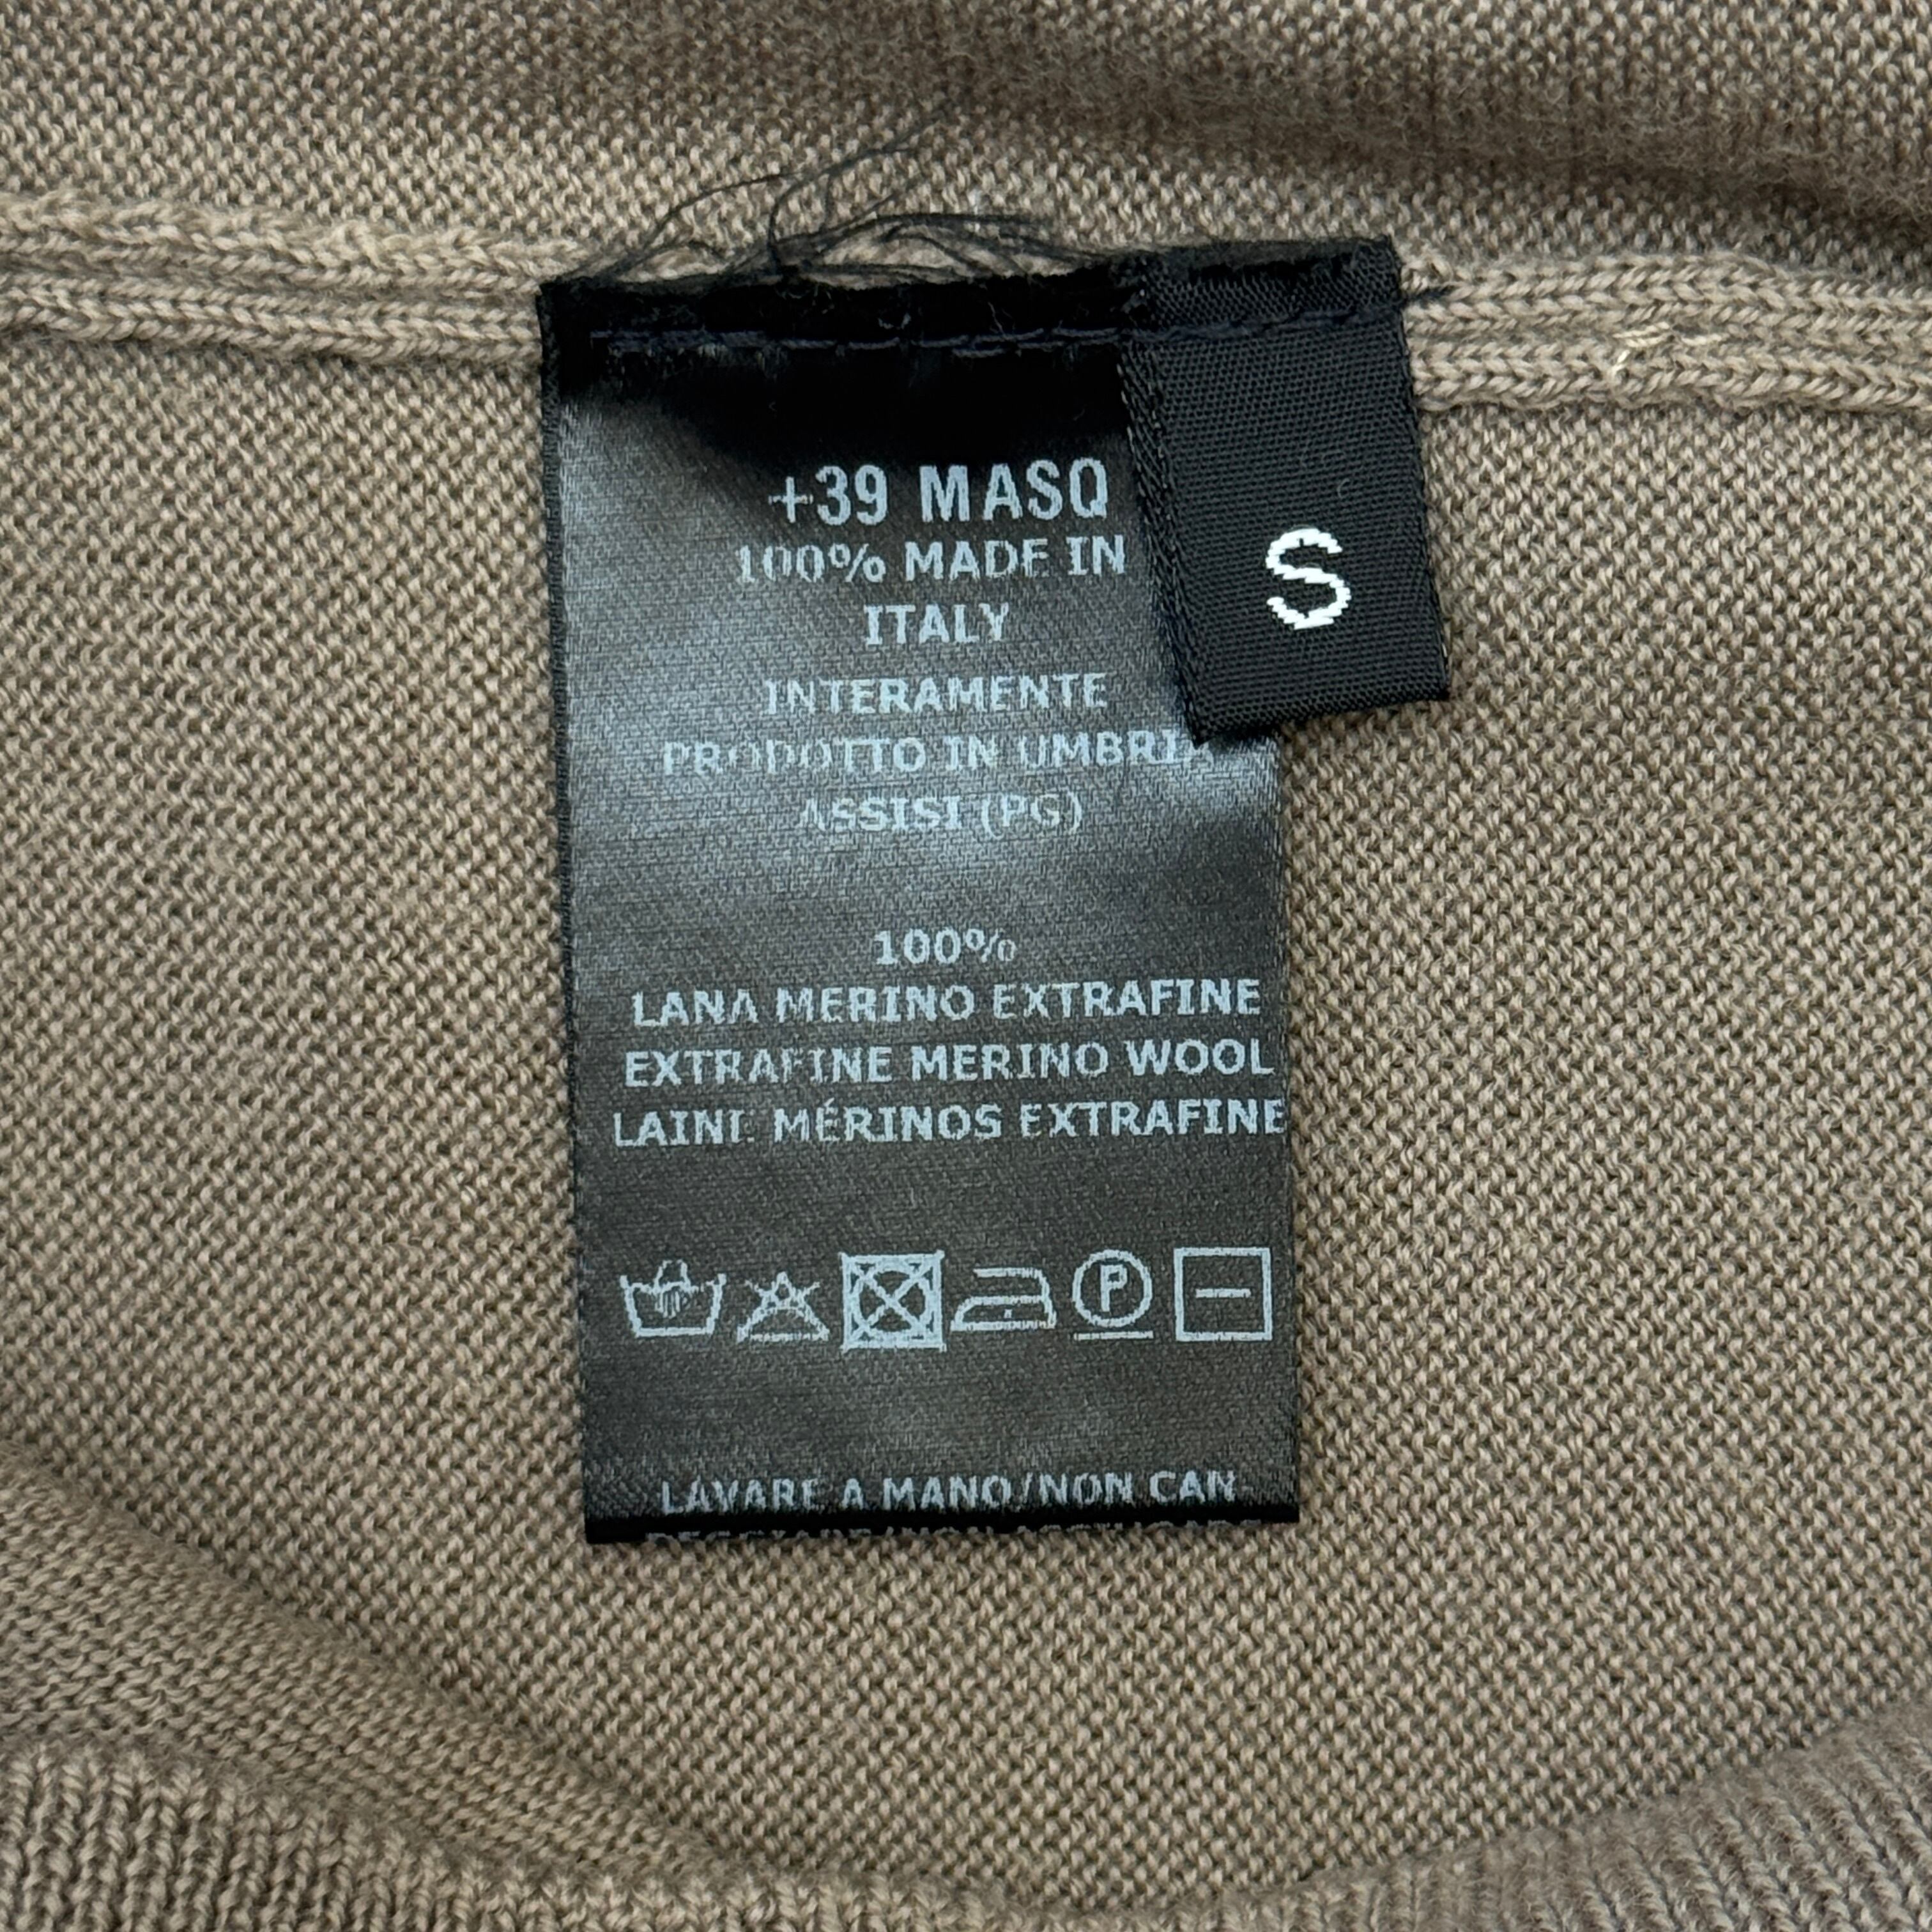 +39 MASQ
100% MADE IN
ITALY
S
INTERAMENTE
PRODOTTO IN UMBRIA
ASSISI (PG)
100%
LANA MERINO EXTRAFINE
EXTRAFINE MERINO WOOL
LAINE MÉRINOS EXTRAFINE
P
LAVARE A MANO/NON CAN-